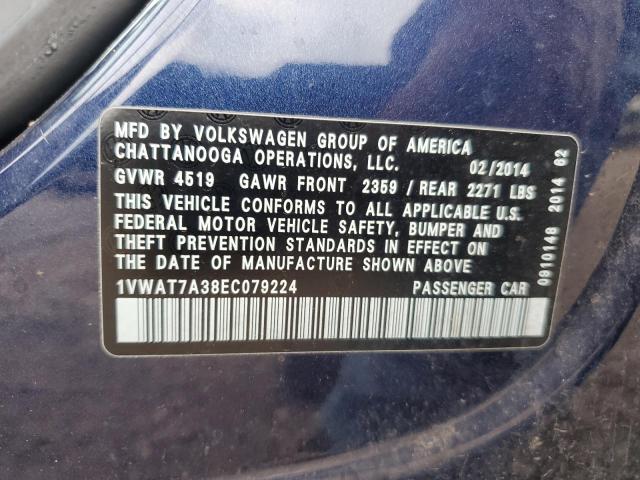 MFD BY VOLKSWAGEN GROUP OF AMERICA
CHATTANOOGA OPERATIONS, LLC. 02/2014
GVWR 4519 GAWR FRONT 2359 / REAR 2271 LBS
THIS VEHICLE CONFORMS TO ALL APPLICABLE U.S.
FEDERAL MOTOR VEHICLE SAFETY, BUMPER AND
THEFT PREVENTION STANDARDS IN EFFECT ON
THE DATE OF MANUFACTURE SHOWN ABOVE
1VWAT7A38EC079224 PASSENGER CAR
0910148 2014 02